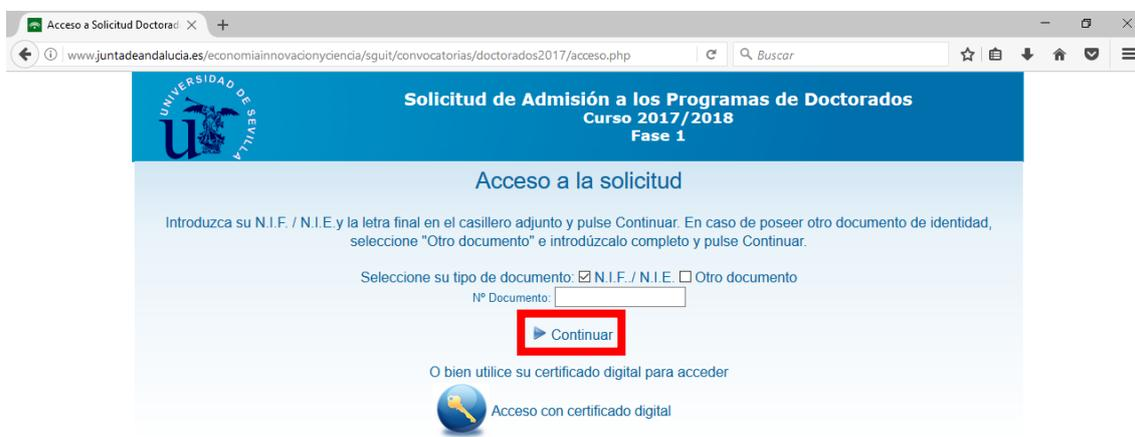 Acceso a Solicitud Doctorad
www.juntadeandalucia.es/economiainnovacionyciencia/sguit/convocatorias/doctorados2017/acceso.php
Buscar
UNIVERSIDAD DE SEVILLA
Solicitud de Admisión a los Programas de Doctorados
Curso 2017/2018
Fase 1
Acceso a la solicitud
Introduzca su N.I.F. / N.I.E.y la letra final en el casillero adjunto y pulse Continuar. En caso de poseer otro documento de identidad,
seleccione "Otro documento" e introdúzcalo completo y pulse Continuar.
Seleccione su tipo de documento: N.I.F../ N.I.E. Otro documento
Nº Documento:
Continuar
O bien utilice su certificado digital para acceder
Acceso con certificado digital